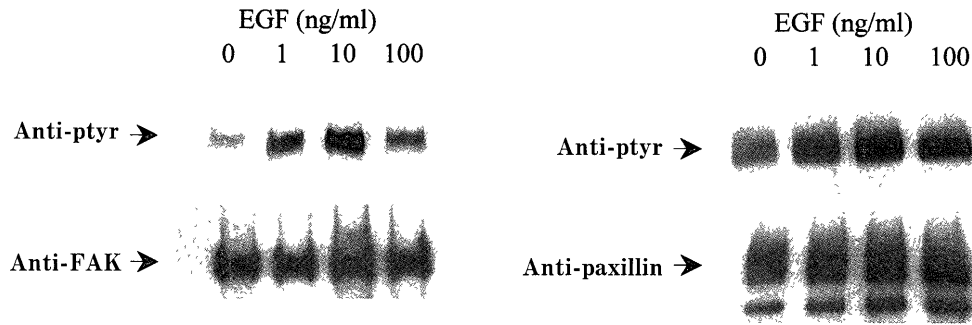 EGF (ng/ml)
0 1 10 100
Anti-ptyr
Anti-FAK
EGF (ng/ml)
0 1 10 100
Anti-ptyr
Anti-paxillin